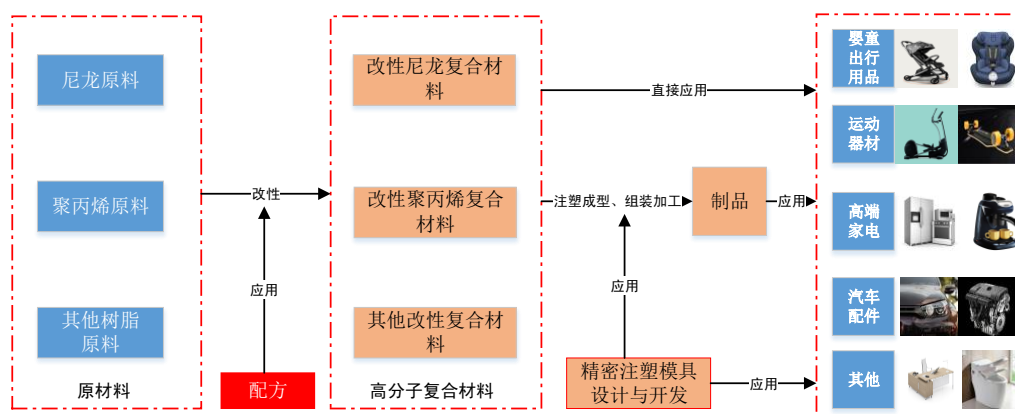 尼龙原料
聚丙烯原料
其他树脂
原料
原材料
改性
应用
配方
改性尼龙复合材
料
改性聚丙烯复合
材料
其他改性复合材
料
高分子复合材料
直接应用
注塑成型、组装加工
制品
应用
应用
精密注塑模具
设计与开发
应用
婴童
出行
用品
运动
器材
高端
家电
汽车
配件
其他